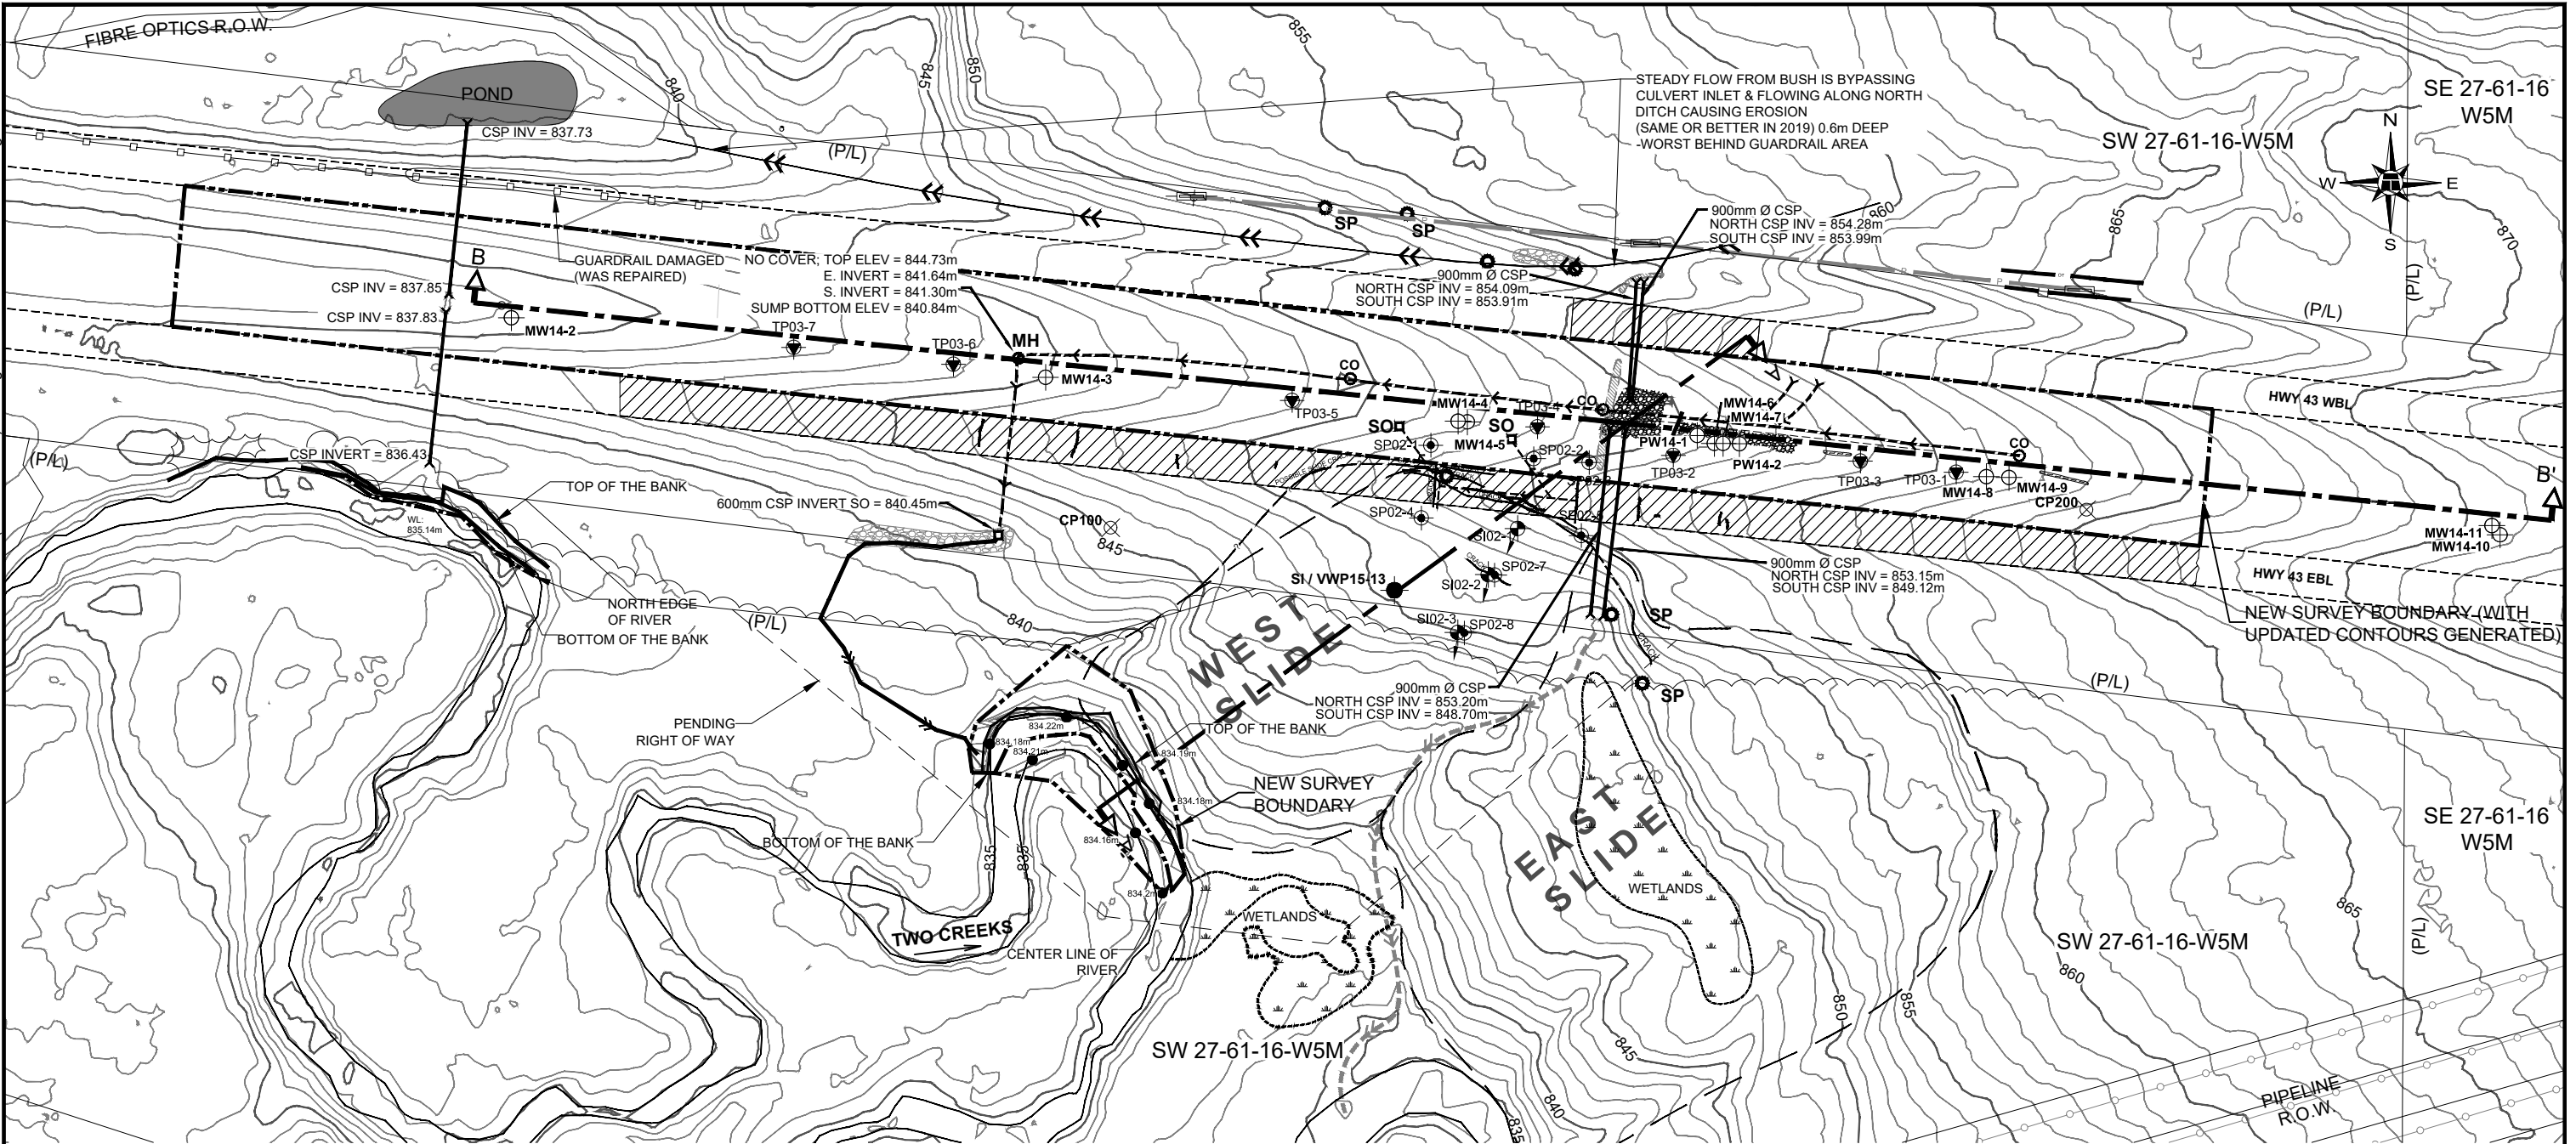 FIBRE OPTICS R.O.W.
POND
CSP INV = 837.73
840
845
850
855
(P/L)
STEADY FLOW FROM BUSH IS BYPASSING
CULVERT INLET & FLOWING ALONG NORTH
DITCH CAUSING EROSION
(SAME OR BETTER IN 2019) 0.6m DEEP
-WORST BEHIND GUARDRAIL AREA
SE 27-61-16
W5M
SW 27-61-16-W5M
N
W
E
S
865
870
(P/L)
(P/L)
860
900mm Ø CSP
NORTH CSP INV = 854.28m
SOUTH CSP INV = 853.99m
SP
SP
900mm Ø CSP
NORTH CSP INV = 854.09m
SOUTH CSP INV = 853.91m
B
GUARDRAIL DAMAGED
(WAS REPAIRED)
NO COVER; TOP ELEV = 844.73m
E. INVERT = 841.64m
S. INVERT = 841.30m
SUMP BOTTOM ELEV = 840.84m
CSP INV = 837.85
CSP INV = 837.83
MW14-2
TP03-7
TP03-6
MH
MW14-3
CO
TP03-5
MW14-4
TP03-4
CO
MW14-6
MW14-7
A
HWY 43 WBL
SO
SO
SP02-1
MW14-5
SP02-2
PW14-1
TP03-2
PW14-2
CO
TP03-3
TP03-1
MW14-8
MW14-9
CP200
B'
MW14-11
MW14-10
(P/L)
CSP INVERT = 836.43
TOP OF THE BANK
WL:
835.14m
600mm CSP INVERT SO = 840.45m
CP100
845
SP02-4
SI02-1
CRACK
SP02-7
SI02-2
SI / VWP15-13
SI02-3
SP02-8
900mm Ø CSP
NORTH CSP INV = 853.15m
SOUTH CSP INV = 849.12m
HWY 43 EBL
NEW SURVEY BOUNDARY (WITH
UPDATED CONTOURS GENERATED)
SP
CRACK
SP
NORTH EDGE
OF RIVER
BOTTOM OF THE BANK
(P/L)
840
WEST
SLIDE
900mm Ø CSP
NORTH CSP INV = 853.20m
SOUTH CSP INV = 848.70m
(P/L)
PENDING
RIGHT OF WAY
834.22m
834.18m
834.21m
834.19m
TOP OF THE BANK
NEW SURVEY
BOUNDARY
834.18m
834.16m
834.2m
BOTTOM OF THE BANK
835
835
EAST
SLIDE
WETLANDS
WETLANDS
SE 27-61-16
W5M
TWO CREEKS
CENTER LINE OF
RIVER
865
(P/L)
SW 27-61-16-W5M
860
SW 27-61-16-W5M
850
855
845
840
835
PIPELINE
R.O.W.